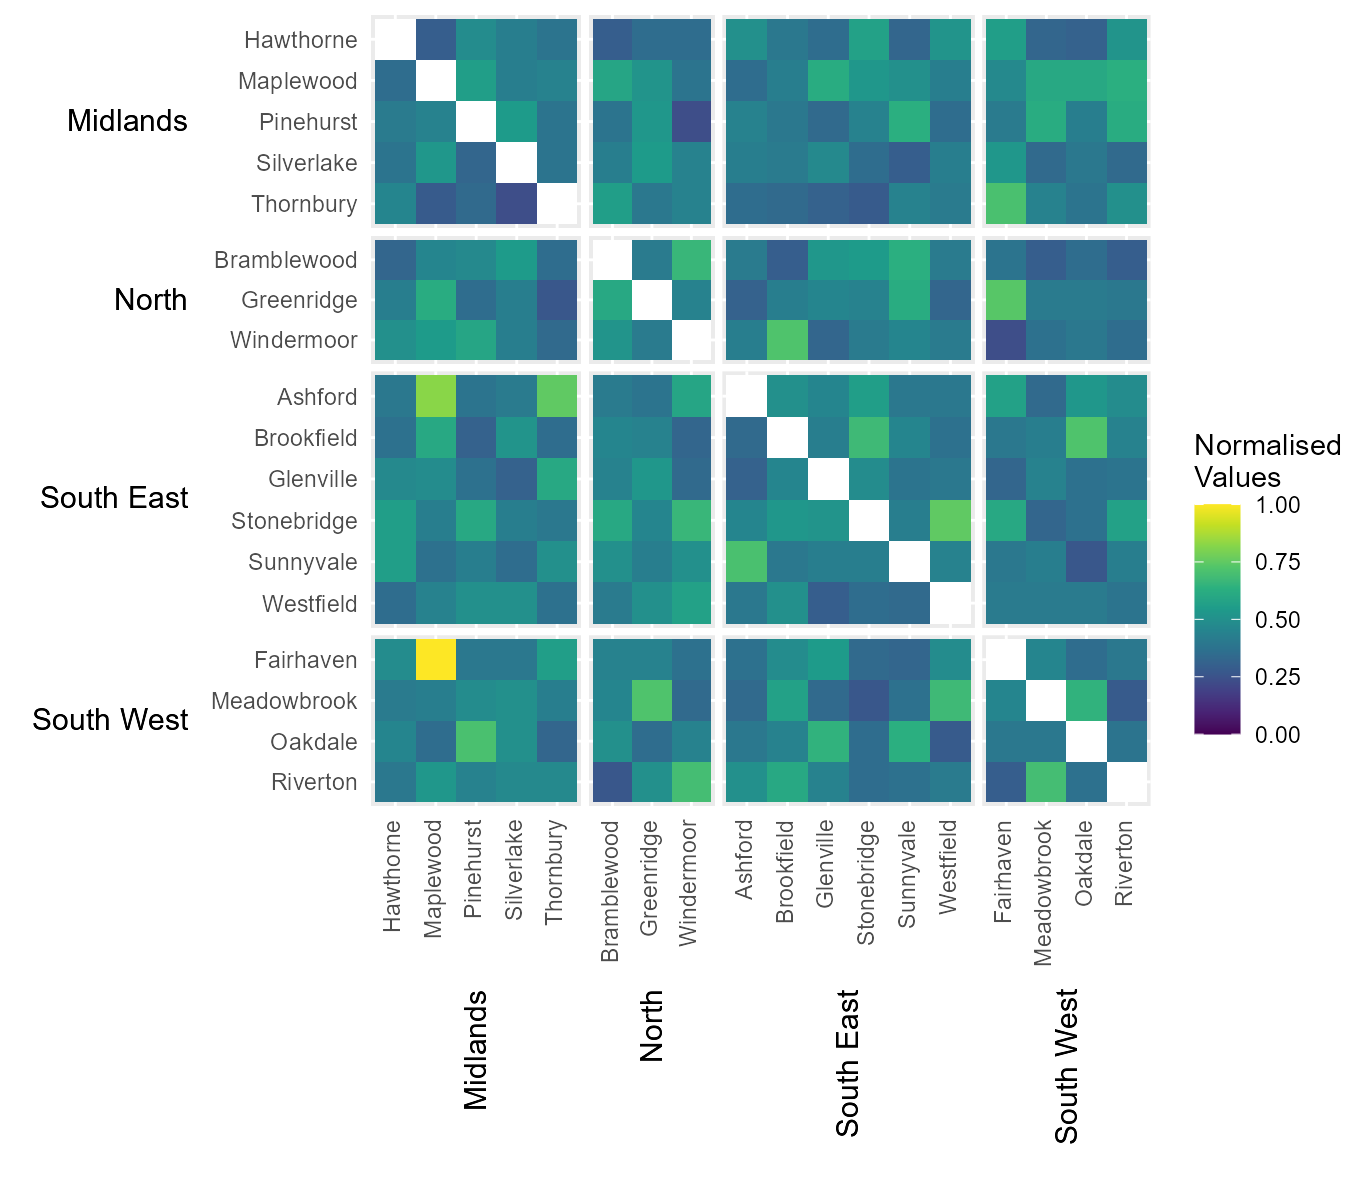 Hawthorne
Maplewood
Pinehurst
Silverlake
Thornbury
Midlands
Bramblewood
Greenridge
Windermoor
North
Ashford
Brookfield
Glenville
Stonebridge
Sunnyvale
Westfield
South East
Fairhaven
Meadowbrook
Oakdale
Riverton
South West
Normalised
Values
1.00
0.75
0.50
0.25
0.00
Hawthorne
Maplewood
Pinehurst
Silverlake
Thornbury
Bramblewood
Greenridge
Windermoor
Ashford
Brookfield
Glenville
Stonebridge
Sunnyvale
Westfield
Fairhaven
Meadowbrook
Oakdale
Riverton
Midlands
North
South East
South West